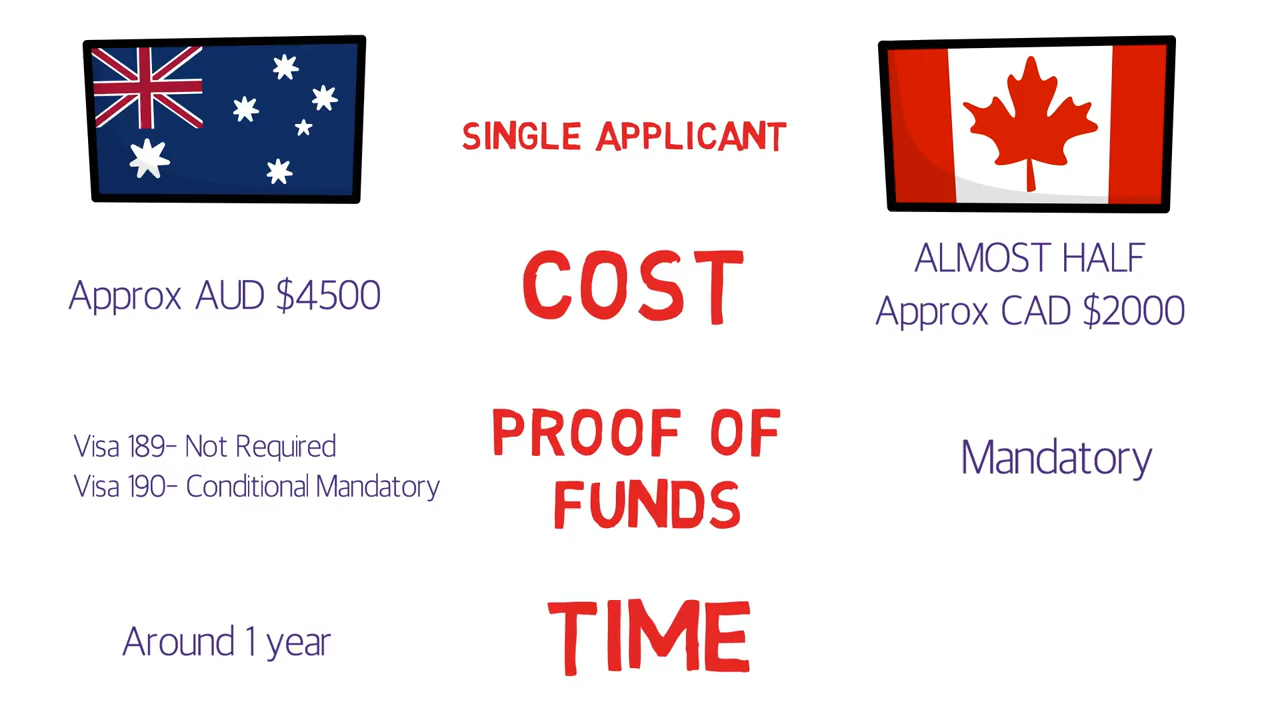 SINGLE APPLICANT
Approx AUD $4500
COST
ALMOST HALF
Approx CAD $2000
Visa 189- Not Required
Visa 190- Conditional Mandatory
PROOF OF
FUNDS
Mandatory
Around 1 year
TIME